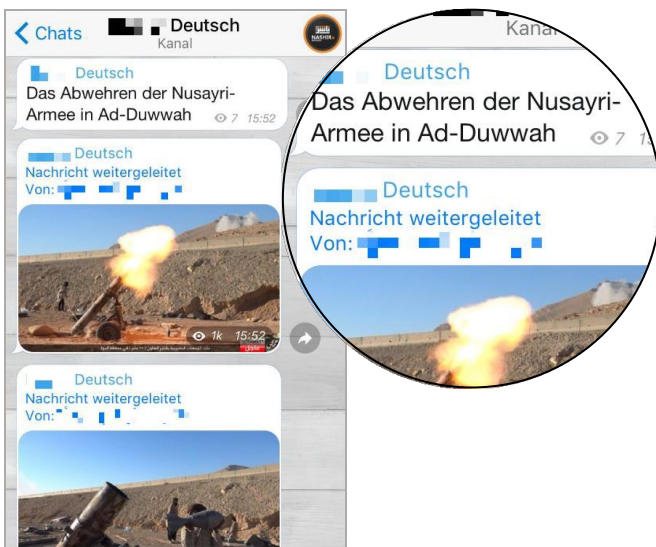 Chats
Deutsch
Kanal
NASHIR
Deutsch
Das Abwehren der Nusayri-
Armee in Ad-Duwwah
7 15:52
Deutsch
Nachricht weitergeleitet
Von:
1k 15:52
عاجل
Deutsch
Nachricht weitergeleitet
Von:
Kanal
Deutsch
Das Abwehren der Nusayri-
Armee in Ad-Duwwah
7
Deutsch
Nachricht weitergeleitet
Von: